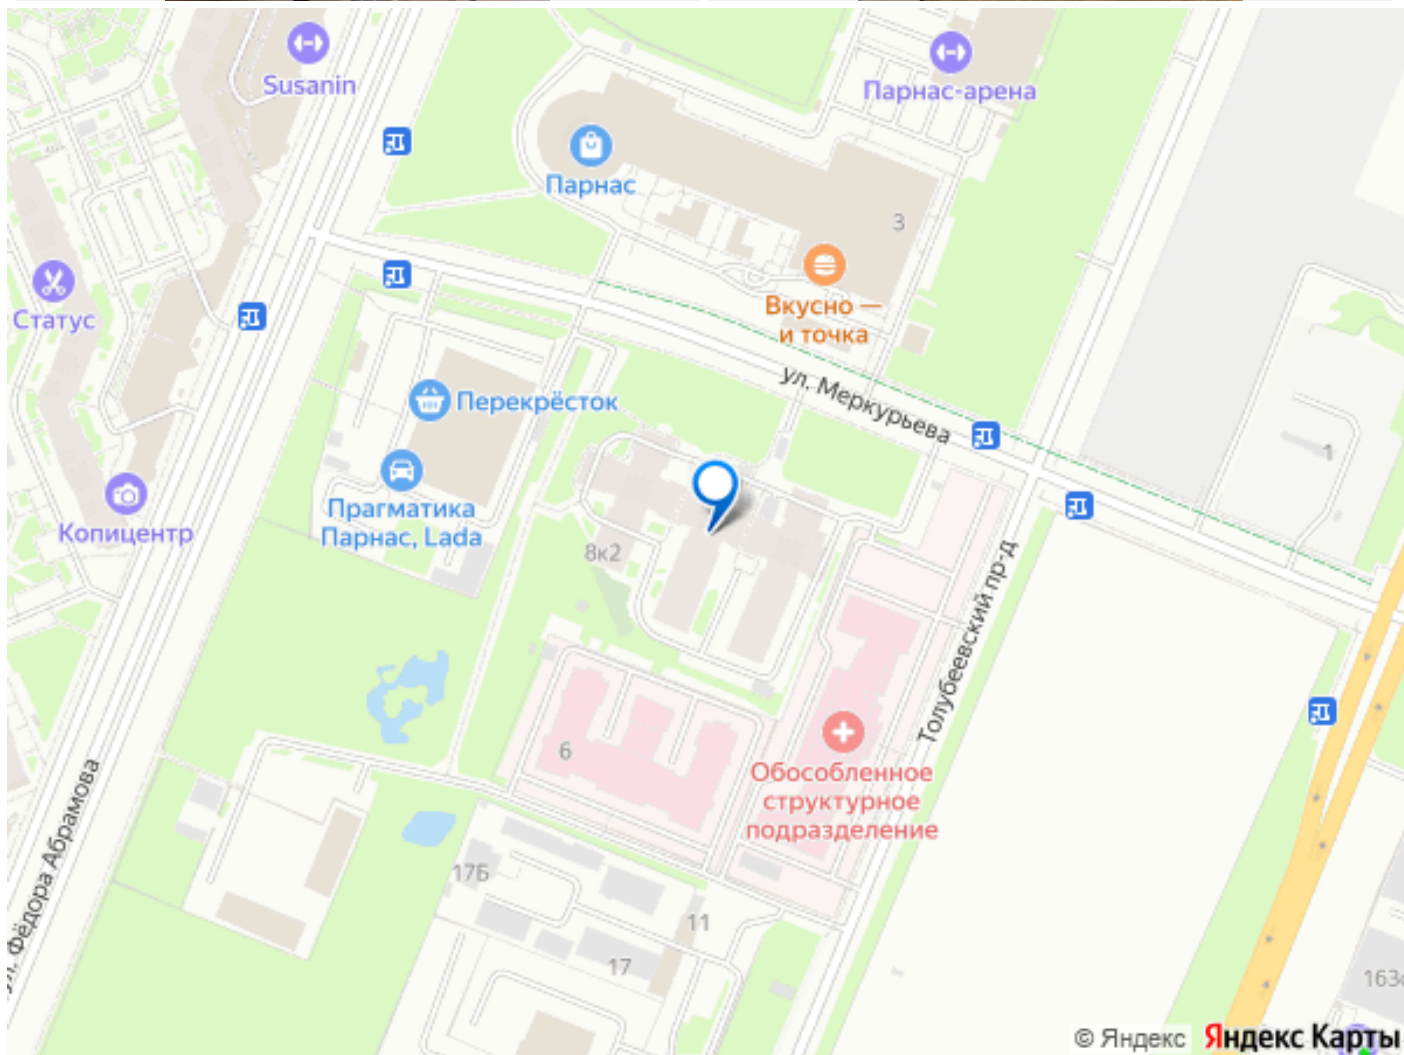 Susanin
Парнас-арена
Парнас
3
Вкусно —
и точка
Статус
ул. Меркурьева
Перекрёсток
1
Прагматика
Парнас, Lada
Копицентр
8к2
Толубеевский пр-д
6
Обособленное
структурное
подразделение
ул. Фёдора Абрамова
17Б
11
17
163
© Яндекс Яндекс Карты